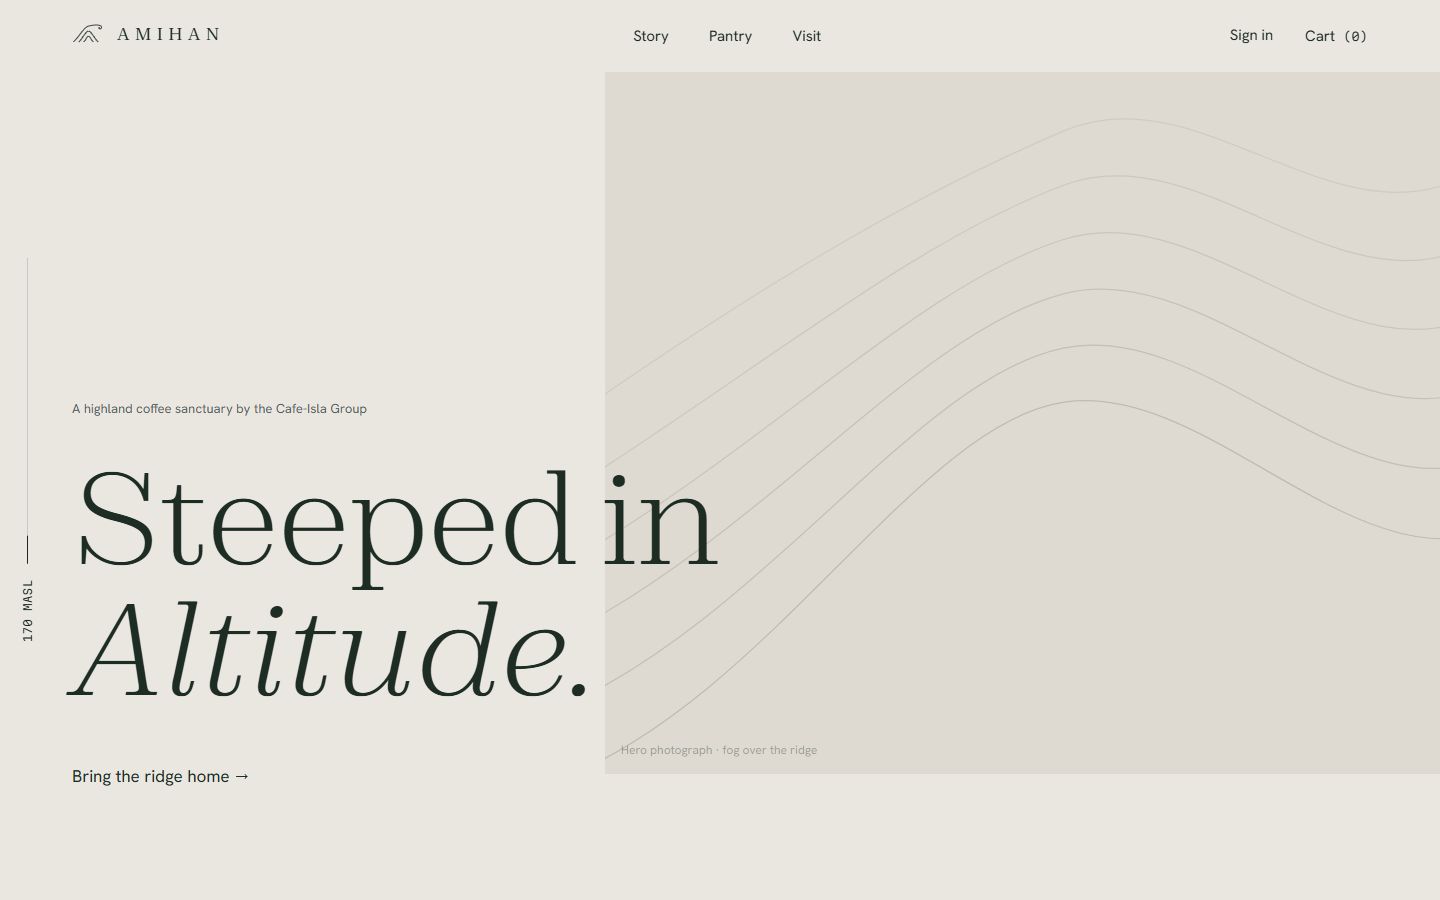 AMIHAN
Story
Pantry
Visit
Sign in
Cart (0)
A highland coffee sanctuary by the Cafe-Isla Group
Steeped in
Altitude.
170 MASL
Hero photograph · fog over the ridge
Bring the ridge home →